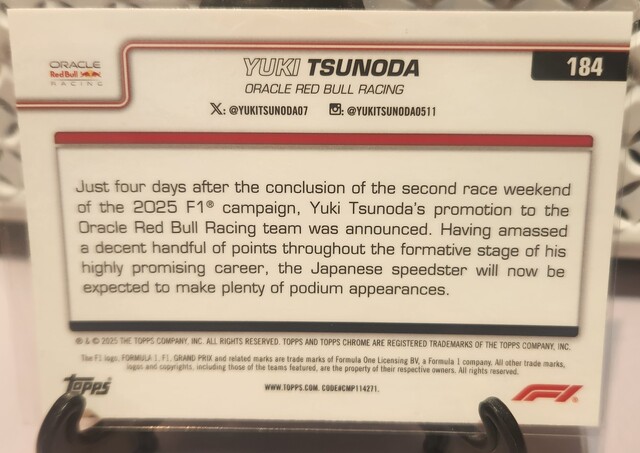 ORACLE
Red Bull
RACING
YUKI TSUNODA
184
ORACLE RED BULL RACING
X: @YUKITSUNODA07 : @YUKITSUNODA0511
Just four days after the conclusion of the second race weekend
of the 2025 F1® campaign, Yuki Tsunoda's promotion to the
Oracle Red Bull Racing team was announced. Having amassed
a decent handful of points throughout the formative stage of his
highly promising career, the Japanese speedster will now be
expected to make plenty of podium appearances.
® & © 2025 THE TOPPS COMPANY, INC. ALL RIGHTS RESERVED. TOPPS AND TOPPS CHROME ARE REGISTERED TRADEMARKS OF THE TOPPS COMPANY, INC.
The F1 logo, FORMULA 1, F1, GRAND PRIX and related marks are trade marks of Formula One Licensing BV, a Formula 1 company. All other trade marks,
logos and copyrights, including those of the teams featured, are the property of their respective owners. All rights reserved.
Topps
WWW.TOPPS.COM. CODE#CMP114271.
F1